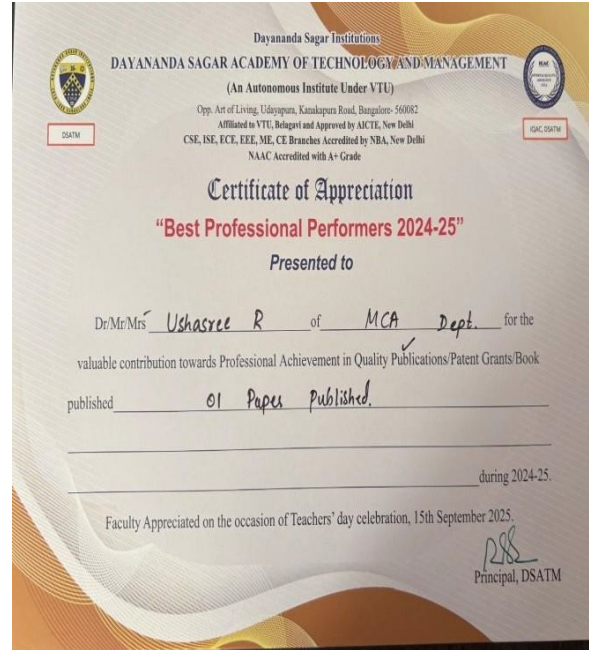 Dayananda Sagar Institutions
DAYANANDA SAGAR ACADEMY OF TECHNOLOGY AND MANAGEMENT
(An Autonomous Institute Under VTU)
Opp. Art of Living, Udayapura, Kanakapura Road, Bangalore- 560082
Affiliated to VTU, Belagavi and Approved by AICTE, New Delhi
CSE, ISE, ECE, EEE, ME, CE Branches Accredited by NBA, New Delhi
NAAC Accredited with A+ Grade
DSATM
IQAC, DSATM
Certificate of Appreciation
"Best Professional Performers 2024-25"
Presented to
Dr/Mr/Mrs Ushasree R of MCA Dept. for the
valuable contribution towards Professional Achievement in Quality Publications/Patent Grants/Book
published 01 Paper Published.
during 2024-25.
Faculty Appreciated on the occasion of Teachers' day celebration, 15th September 2025.
Principal, DSATM